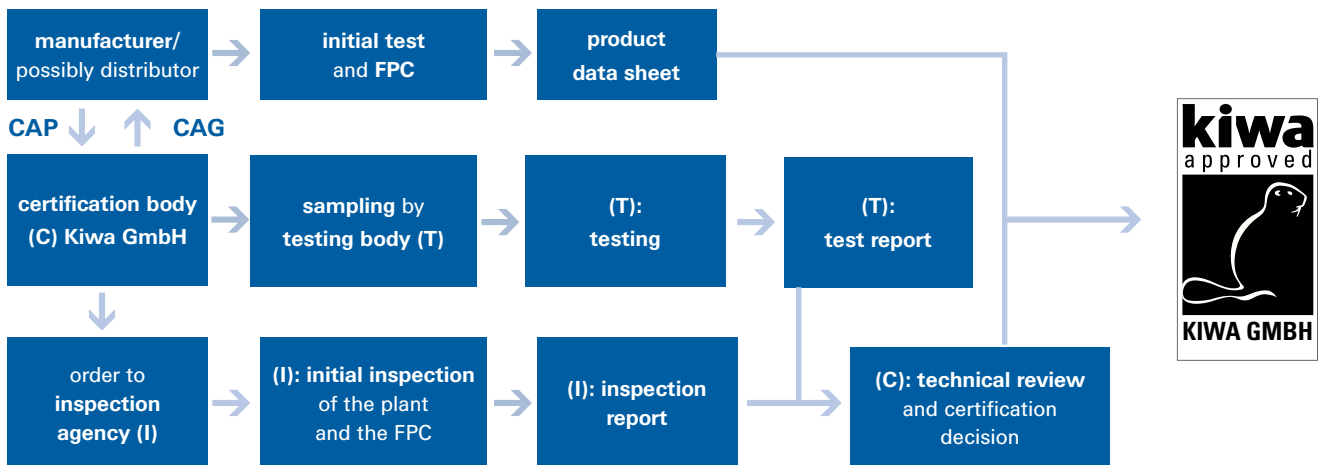 manufacturer/
possibly distributor
initial test
and FPC
product
data sheet
CAP
CAG
certification body
(C) Kiwa GmbH
sampling by
testing body (T)
(T):
testing
(T):
test report
order to
inspection
agency (I)
(I): initial inspection
of the plant
and the FPC
(I): inspection
report
(C): technical review
and certification
decision
kiwa
approved
KIWA GMBH